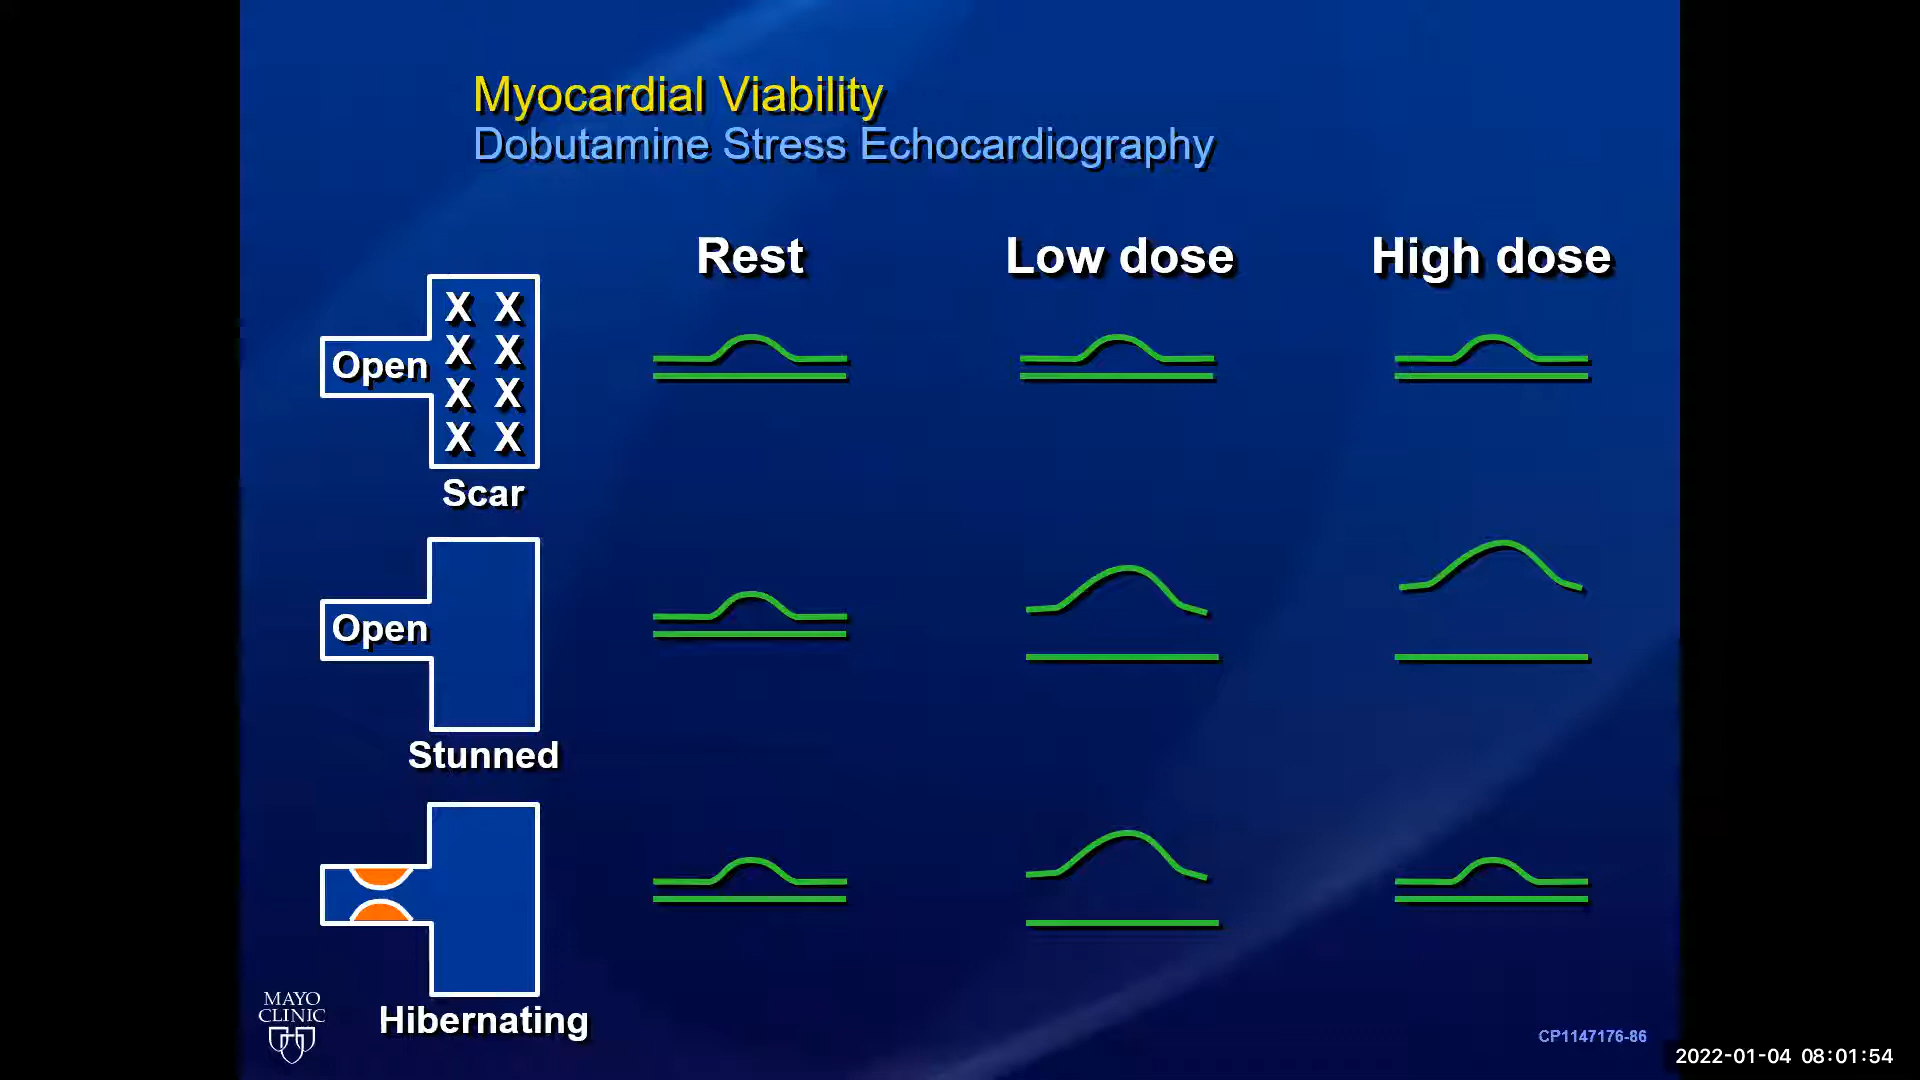 Myocardial Viability
Dobutamine Stress Echocardiography
Rest Low dose High dose
X X
Open X X
X X
X X
Scar
Open
Stunned
Hibernating
MAYO
CLINIC
CP1147176-86
2022-01-04 08:01:54